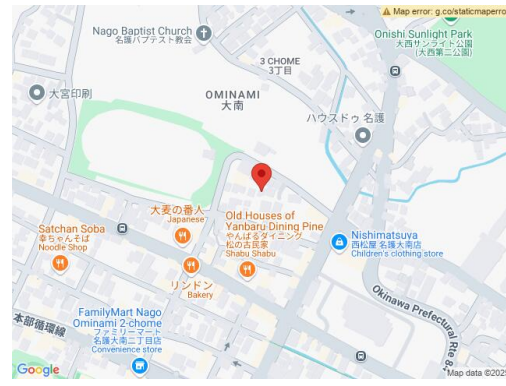 Map error: g.co/staticmaperro
Nago Baptist Church
名護バプテスト教会
Onishi Sunlight Park
大西サンライト公園
(大西第二公園)
3 CHOME
3丁目
大宮印刷
OMINAMI
大南
ハウスドゥ 名護
大麦の番人
Japanese
Old Houses of
Yanbaru Dining Pine
やんばるダイニング
松の古民家
Shabu Shabu
Satchan Soba
幸ちゃんそば
Noodle Shop
Nishimatsuya
西松屋 名護大南店
Children's clothing store
リンドン
Bakery
Okinawa Prefectural Rte 84
本部循環線
FamilyMart Nago
Ominami 2-chome
ファミリーマート
名護大南二丁目店
Convenience store
Google
Map data ©2025